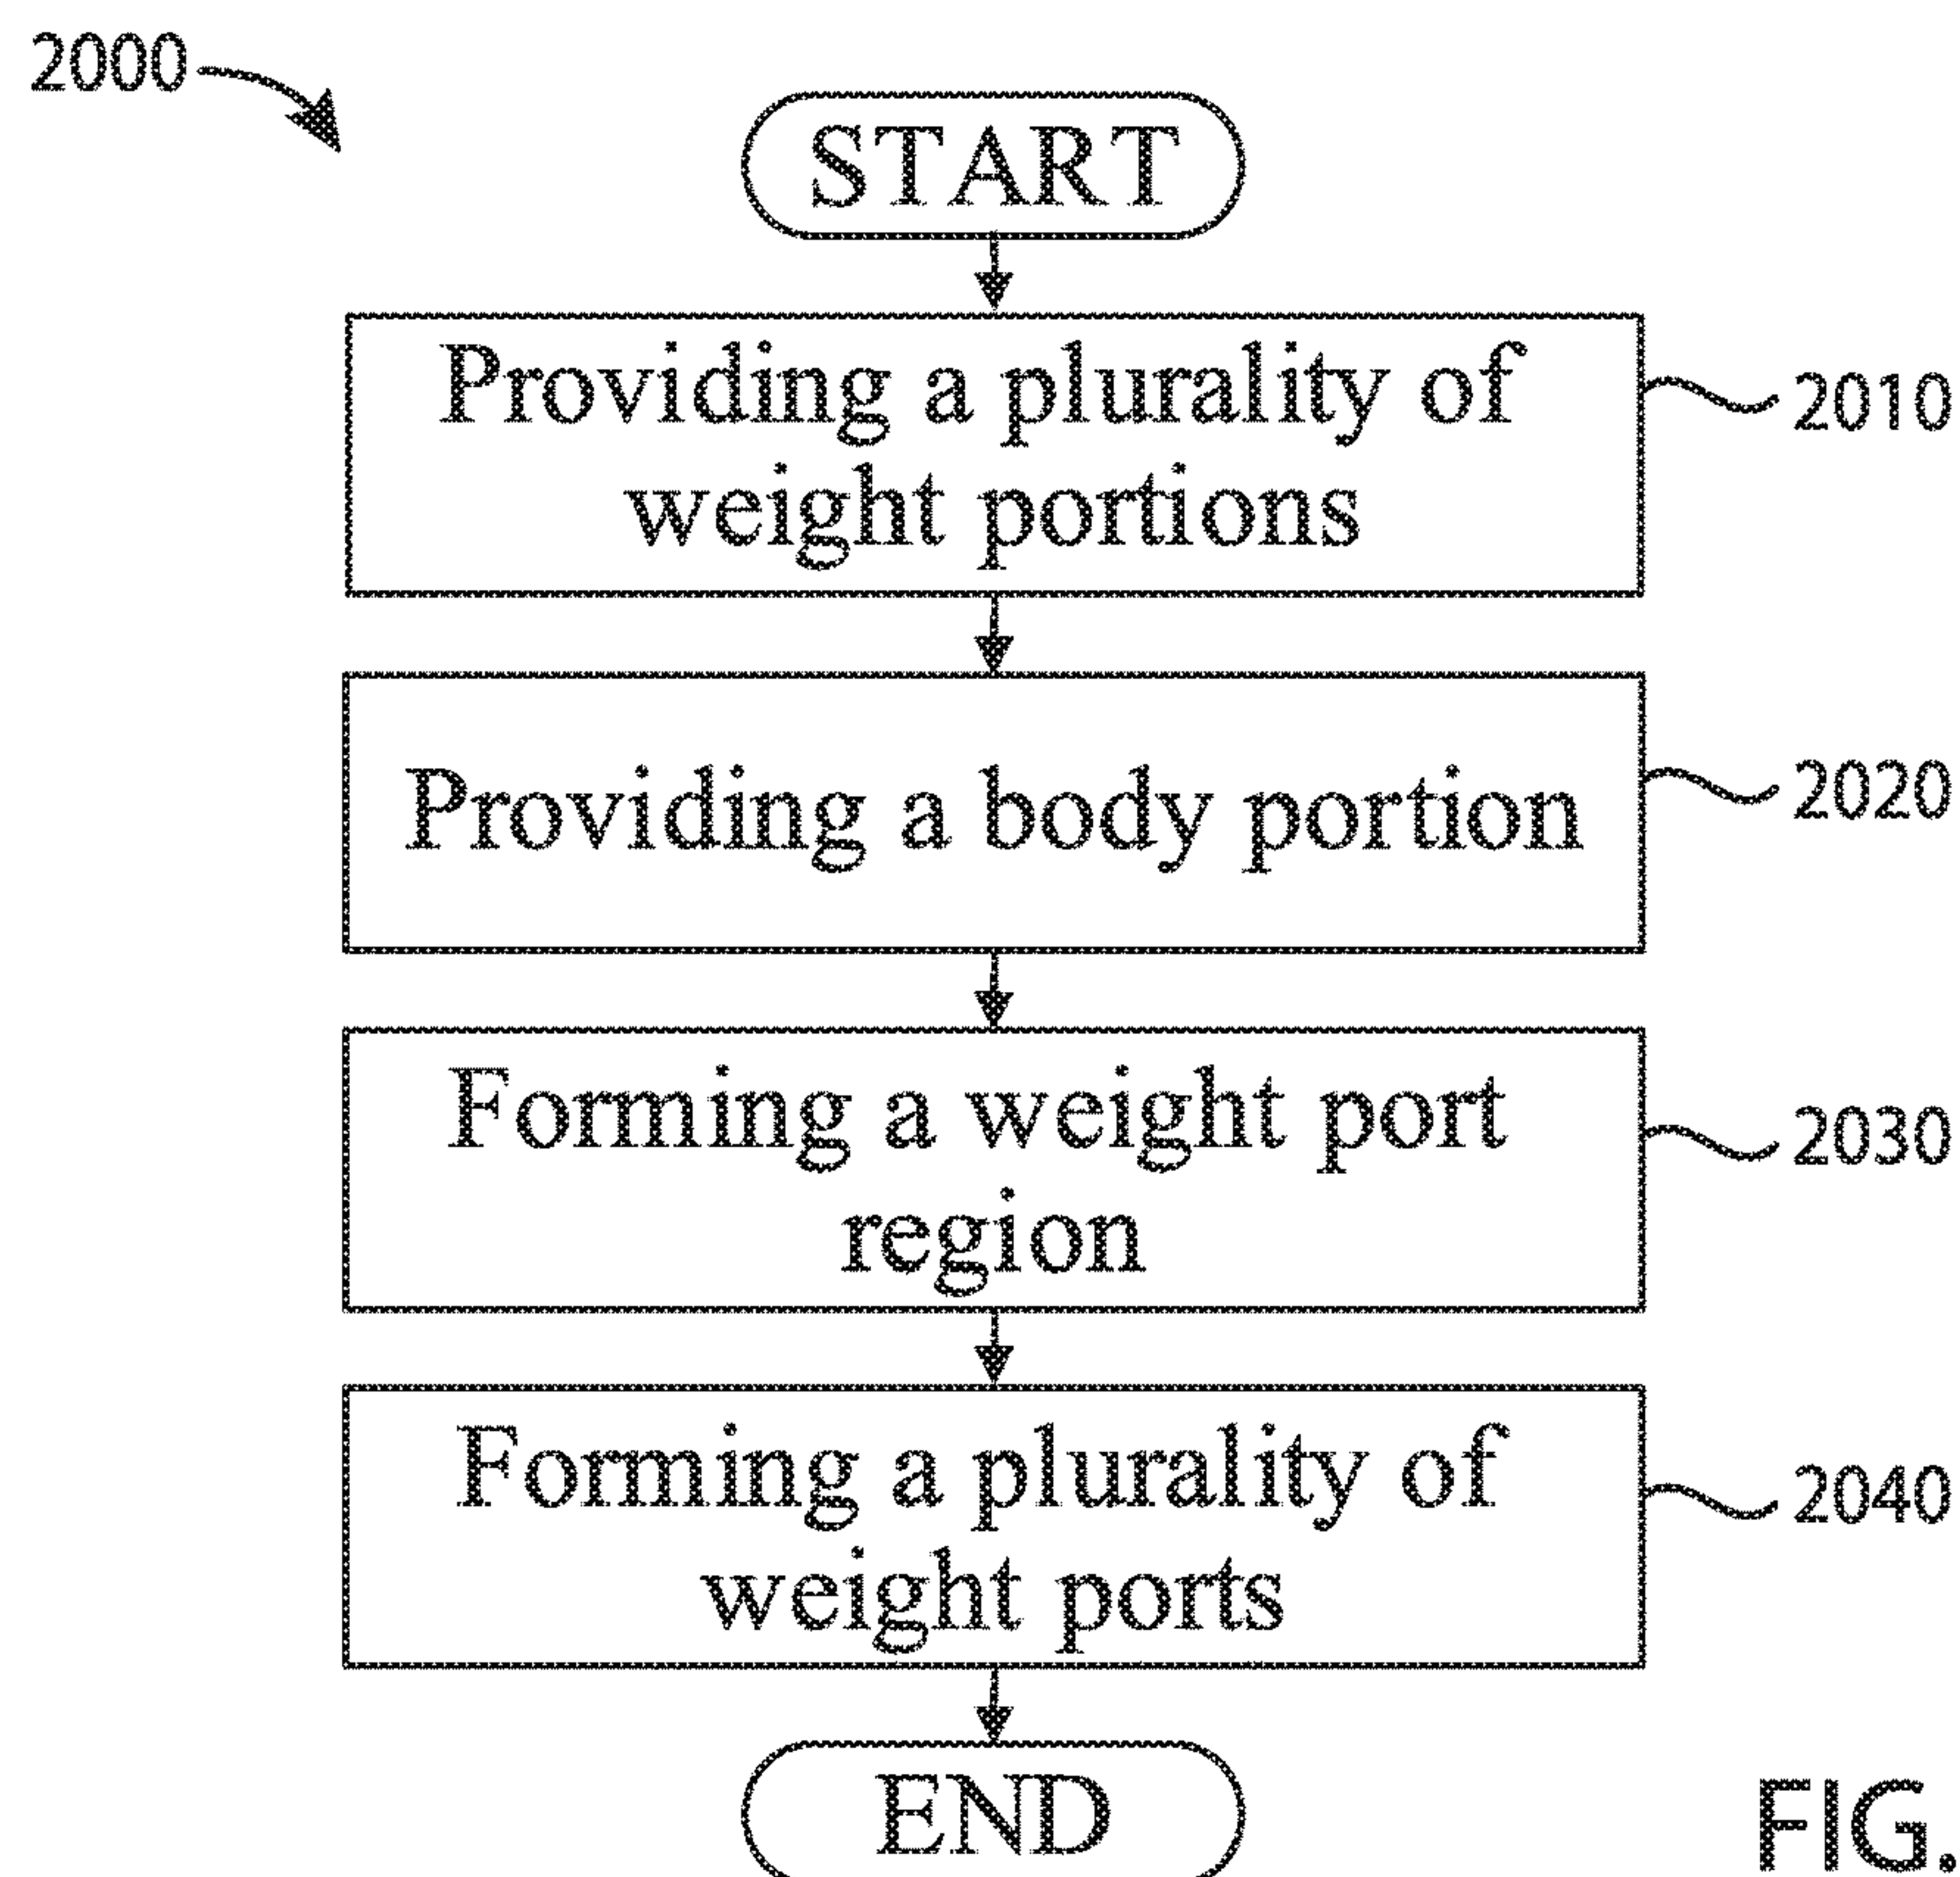 2000
START
Providing a plurality of
weight portions
2010
Providing a body portion
2020
Forming a weight port
region
2030
Forming a plurality of
weight ports
2040
END
FIG.